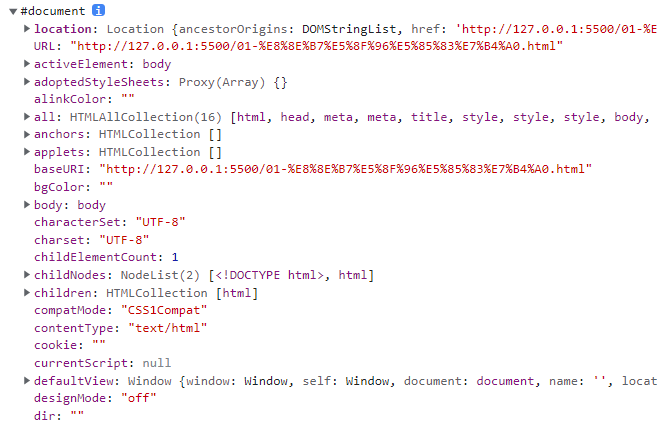 #document i
location: Location {ancestorOrigins: DOMStringList, href: 'http://127.0.0.1:5500/01-%E
URL: "http://127.0.0.1:5500/01-%E8%8E%B7%E5%8F%96%E5%85%83%E7%B4%A0.html"
activeElement: body
adoptedStyleSheets: Proxy(Array) {}
alinkColor: ""
all: HTMLAllCollection(16) [html, head, meta, meta, title, style, style, style, body,
anchors: HTMLCollection []
applets: HTMLCollection []
baseURI: "http://127.0.0.1:5500/01-%E8%8E%B7%E5%8F%96%E5%85%83%E7%B4%A0.html"
bgColor: ""
body: body
characterSet: "UTF-8"
charset: "UTF-8"
childElementCount: 1
childNodes: NodeList(2) [<!DOCTYPE html>, html]
children: HTMLCollection [html]
compatMode: "CSS1Compat"
contentType: "text/html"
cookie: ""
currentScript: null
defaultView: Window {window: Window, self: Window, document: document, name: '', locat
designMode: "off"
dir: ""